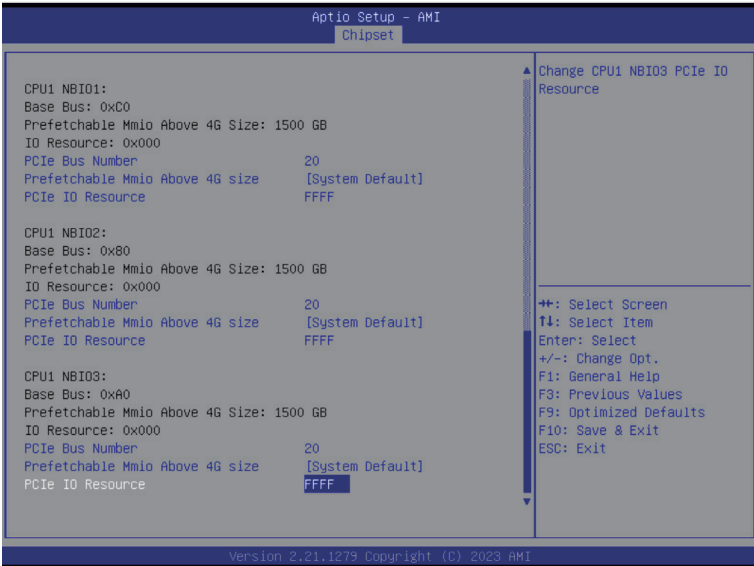 Aptio Setup – AMI
Chipset
CPU1 NBIO1:
Base Bus: 0xC0
Prefetchable Mmio Above 4G Size: 1500 GB
IO Resource: 0x000
PCIe Bus Number 20
Prefetchable Mmio Above 4G size [System Default]
PCIe IO Resource FFFF
CPU1 NBIO2:
Base Bus: 0x80
Prefetchable Mmio Above 4G Size: 1500 GB
IO Resource: 0x000
PCIe Bus Number 20
Prefetchable Mmio Above 4G size [System Default]
PCIe IO Resource FFFF
CPU1 NBIO3:
Base Bus: 0xA0
Prefetchable Mmio Above 4G Size: 1500 GB
IO Resource: 0x000
PCIe Bus Number 20
Prefetchable Mmio Above 4G size [System Default]
PCIe IO Resource FFFF
Change CPU1 NBIO3 PCIe IO
Resource
→←: Select Screen
↑↓: Select Item
Enter: Select
+/-: Change Opt.
F1: General Help
F3: Previous Values
F9: Optimized Defaults
F10: Save & Exit
ESC: Exit
Version 2.21.1279 Copyright (C) 2023 AMI